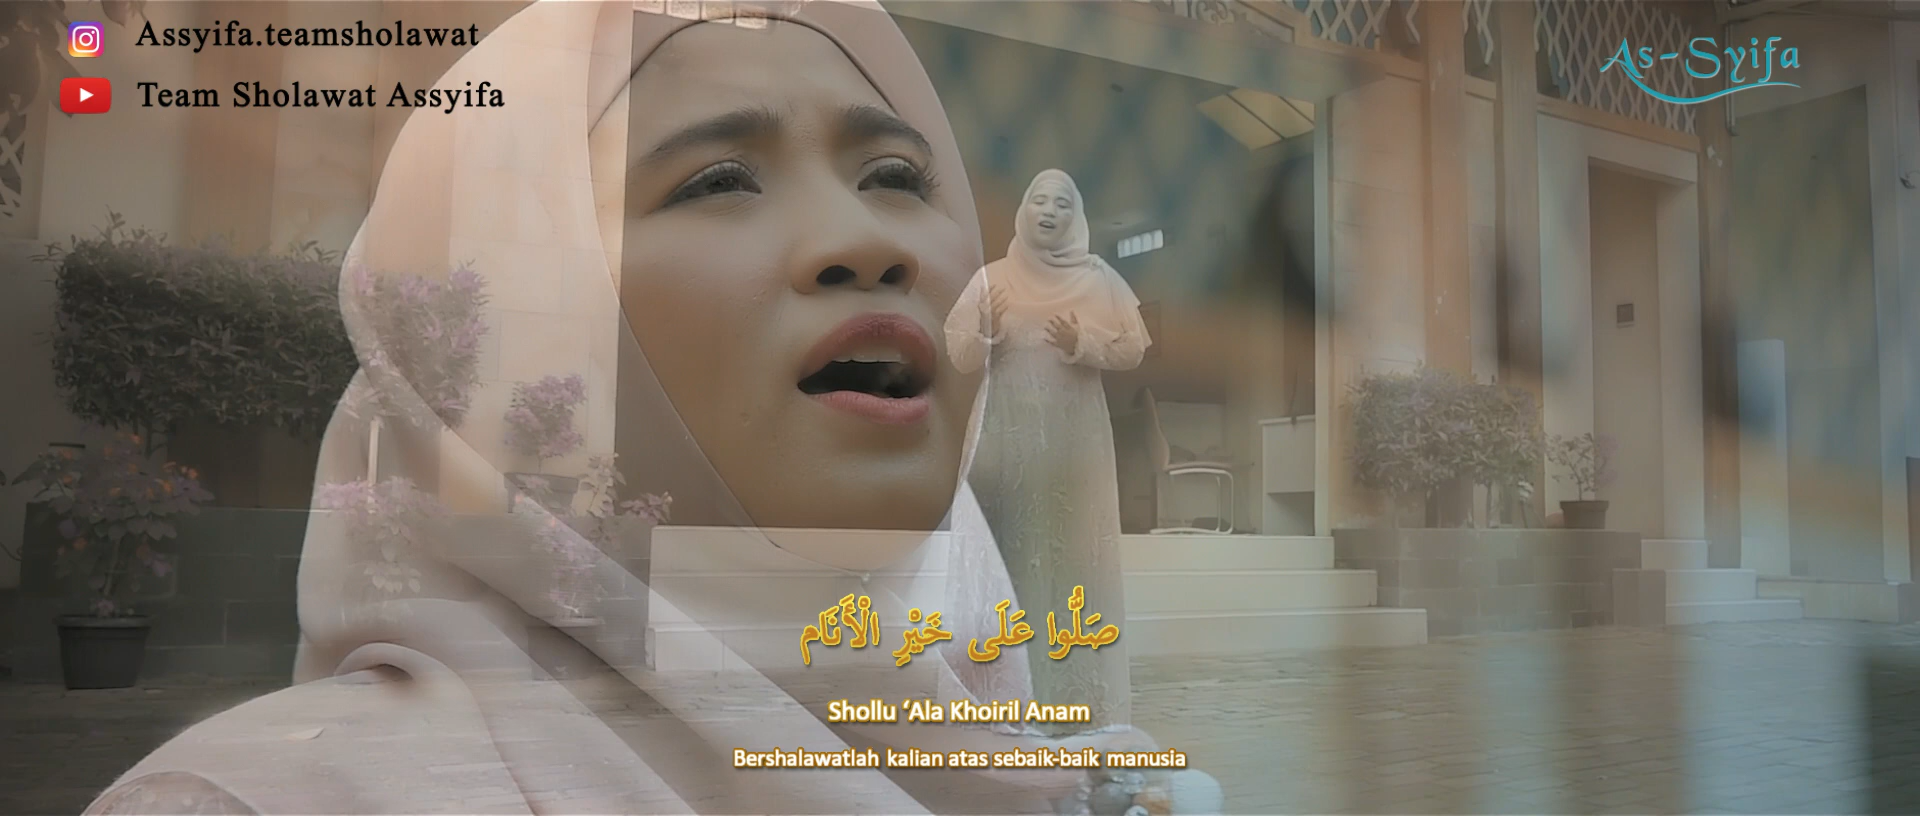 Assyifa.teamsholawat
Team Sholawat Assyifa
As-Syifa
صَلُّوا عَلَى خَيْرِ الْأَنَام
Shollu ‘Ala Khoiril Anam
Bershalawatlah kalian atas sebaik-baik manusia